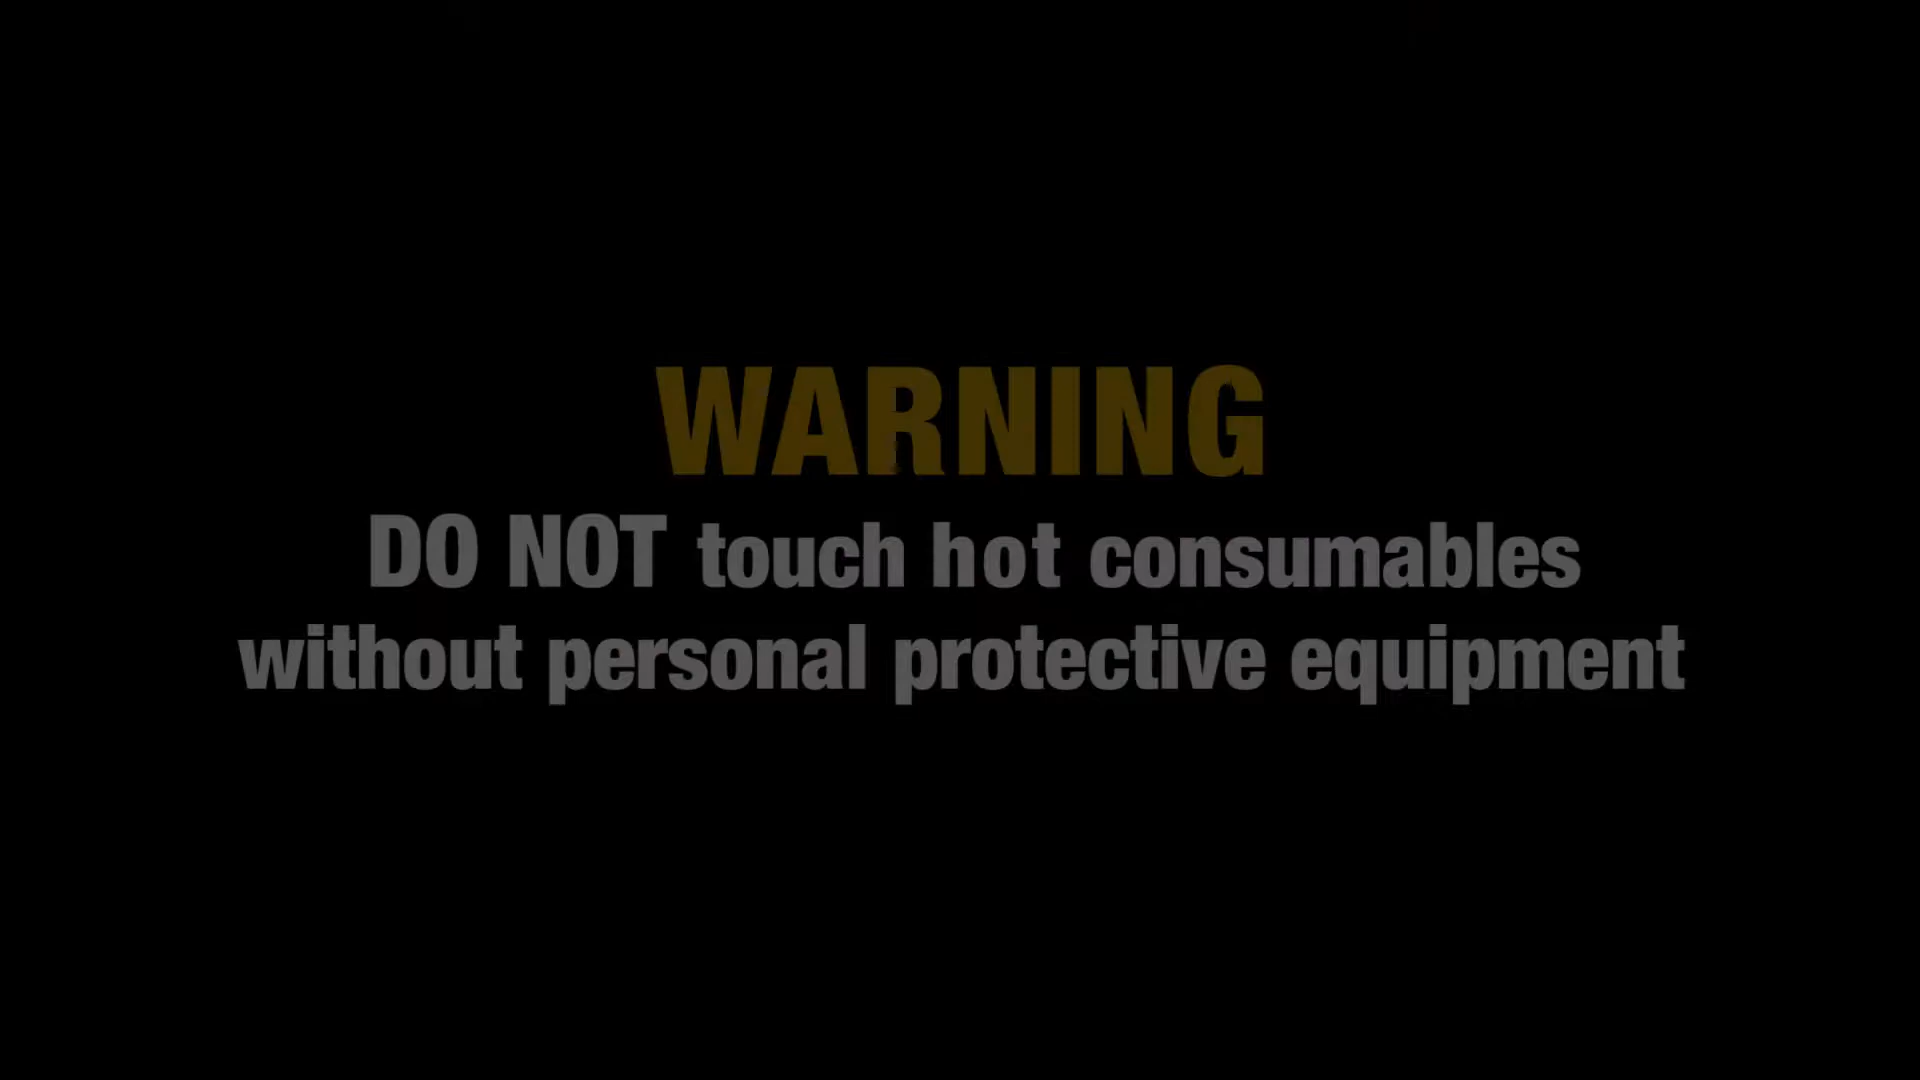 WARNING
DO NOT touch hot consumables
without personal protective equipment